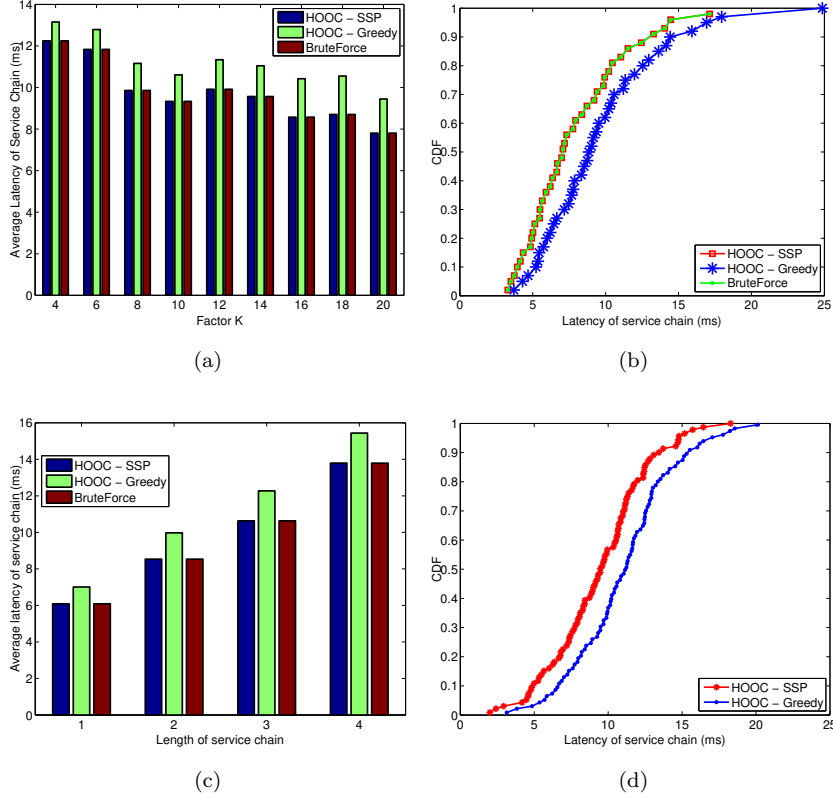 14
12
10
8
6
4
2
0
Average Latency of Service Chain (ms)
HOOC - SSP
HOOC - Greedy
BruteForce
4 6 8 10 12 14 16 18 20
Factor K
(a)
1
0.9
0.8
0.7
0.6
0.5
0.4
0.3
0.2
0.1
0
CDF
HOOC - SSP
HOOC - Greedy
BruteForce
0 5 10 15 20 25
Latency of service chain (ms)
(b)
16
14
12
10
8
6
4
2
0
Average latency of service chain (ms)
HOOC - SSP
HOOC - Greedy
BruteForce
1 2 3 4
Length of service chain
(c)
1
0.9
0.8
0.7
0.6
0.5
0.4
0.3
0.2
0.1
0
CDF
HOOC - SSP
HOOC - Greedy
0 5 10 15 20 25
Latency of service chain (ms)
(d)